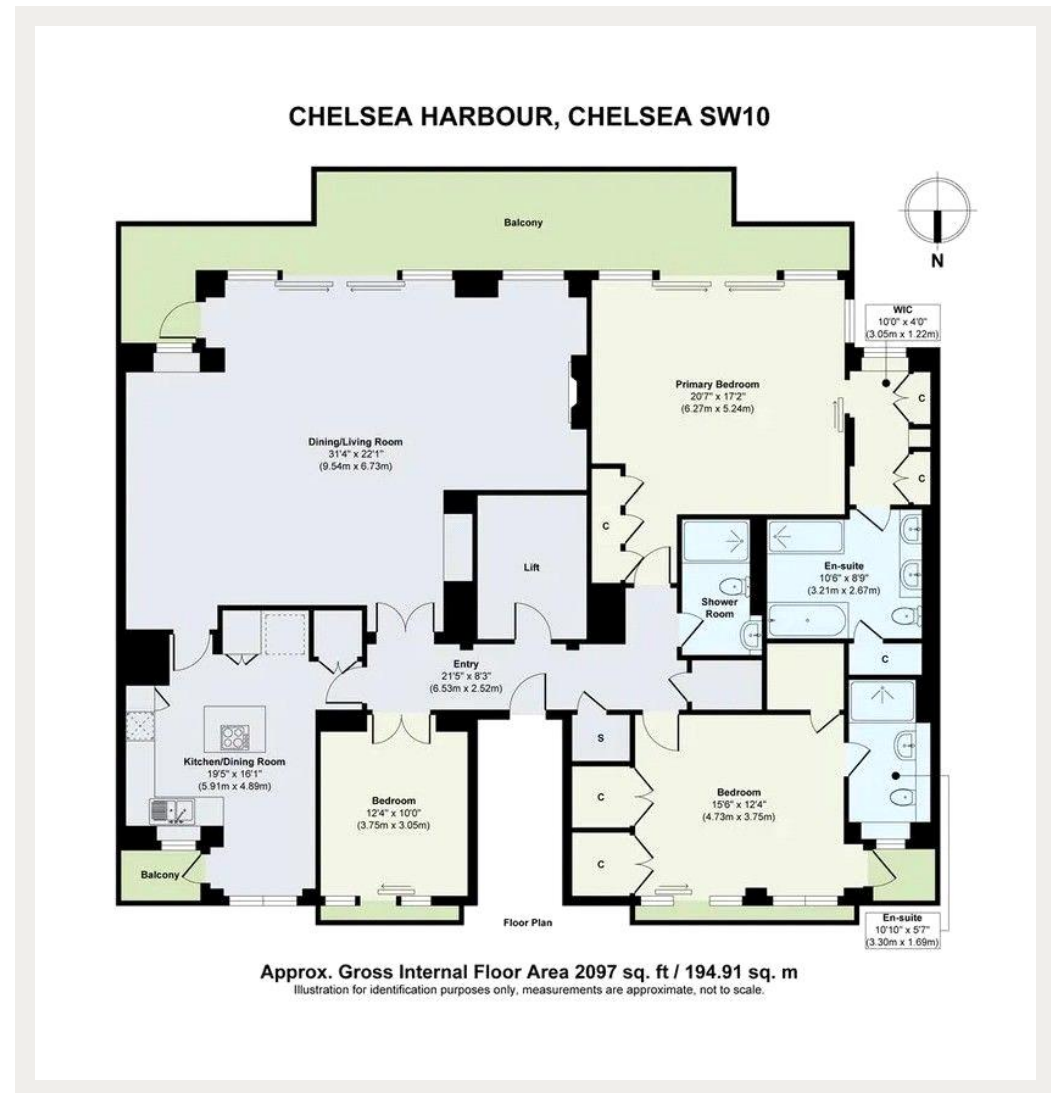 CHELSEA HARBOUR, CHELSEA SW10
Balcony
N
WIC
10'0" x 4'0"
(3.05m x 1.22m)
Primary Bedroom
20'7" x 17'2"
(6.27m x 5.24m)
C
Dining/Living Room
31'4" x 22'1"
(9.54m x 6.73m)
C
C
Lift
En-suite
10'6" x 8'9"
(3.21m x 2.67m)
Shower
Room
C
Entry
21'5" x 8'3"
(6.53m x 2.52m)
S
Kitchen/Dining Room
19'5" x 16'1"
(5.91m x 4.89m)
Bedroom
12'4" x 10'0"
(3.75m x 3.05m)
C
Bedroom
15'6" x 12'4"
(4.73m x 3.75m)
C
Balcony
En-suite
10'10" x 5'7"
(3.30m x 1.69m)
Floor Plan
Approx. Gross Internal Floor Area 2097 sq. ft / 194.91 sq. m
Illustration for identification purposes only, measurements are approximate, not to scale.